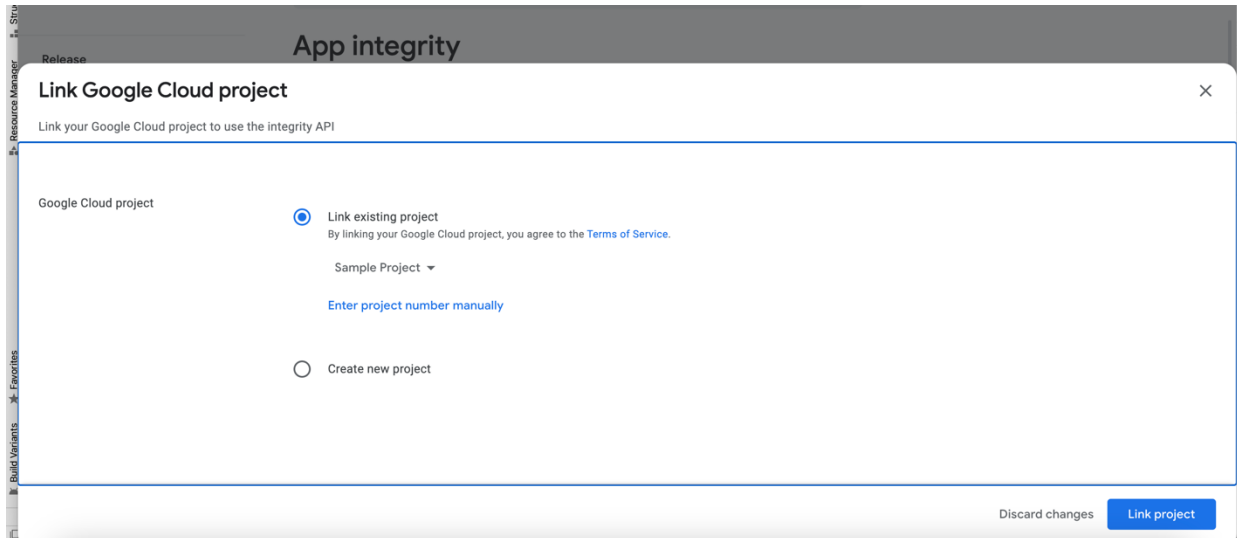 Stru
Resource Manager
Favorites
Build Variants
Release
App integrity
Link Google Cloud project
Link your Google Cloud project to use the integrity API
Google Cloud project
Link existing project
By linking your Google Cloud project, you agree to the Terms of Service.
Sample Project
Enter project number manually
Create new project
Discard changes
Link project